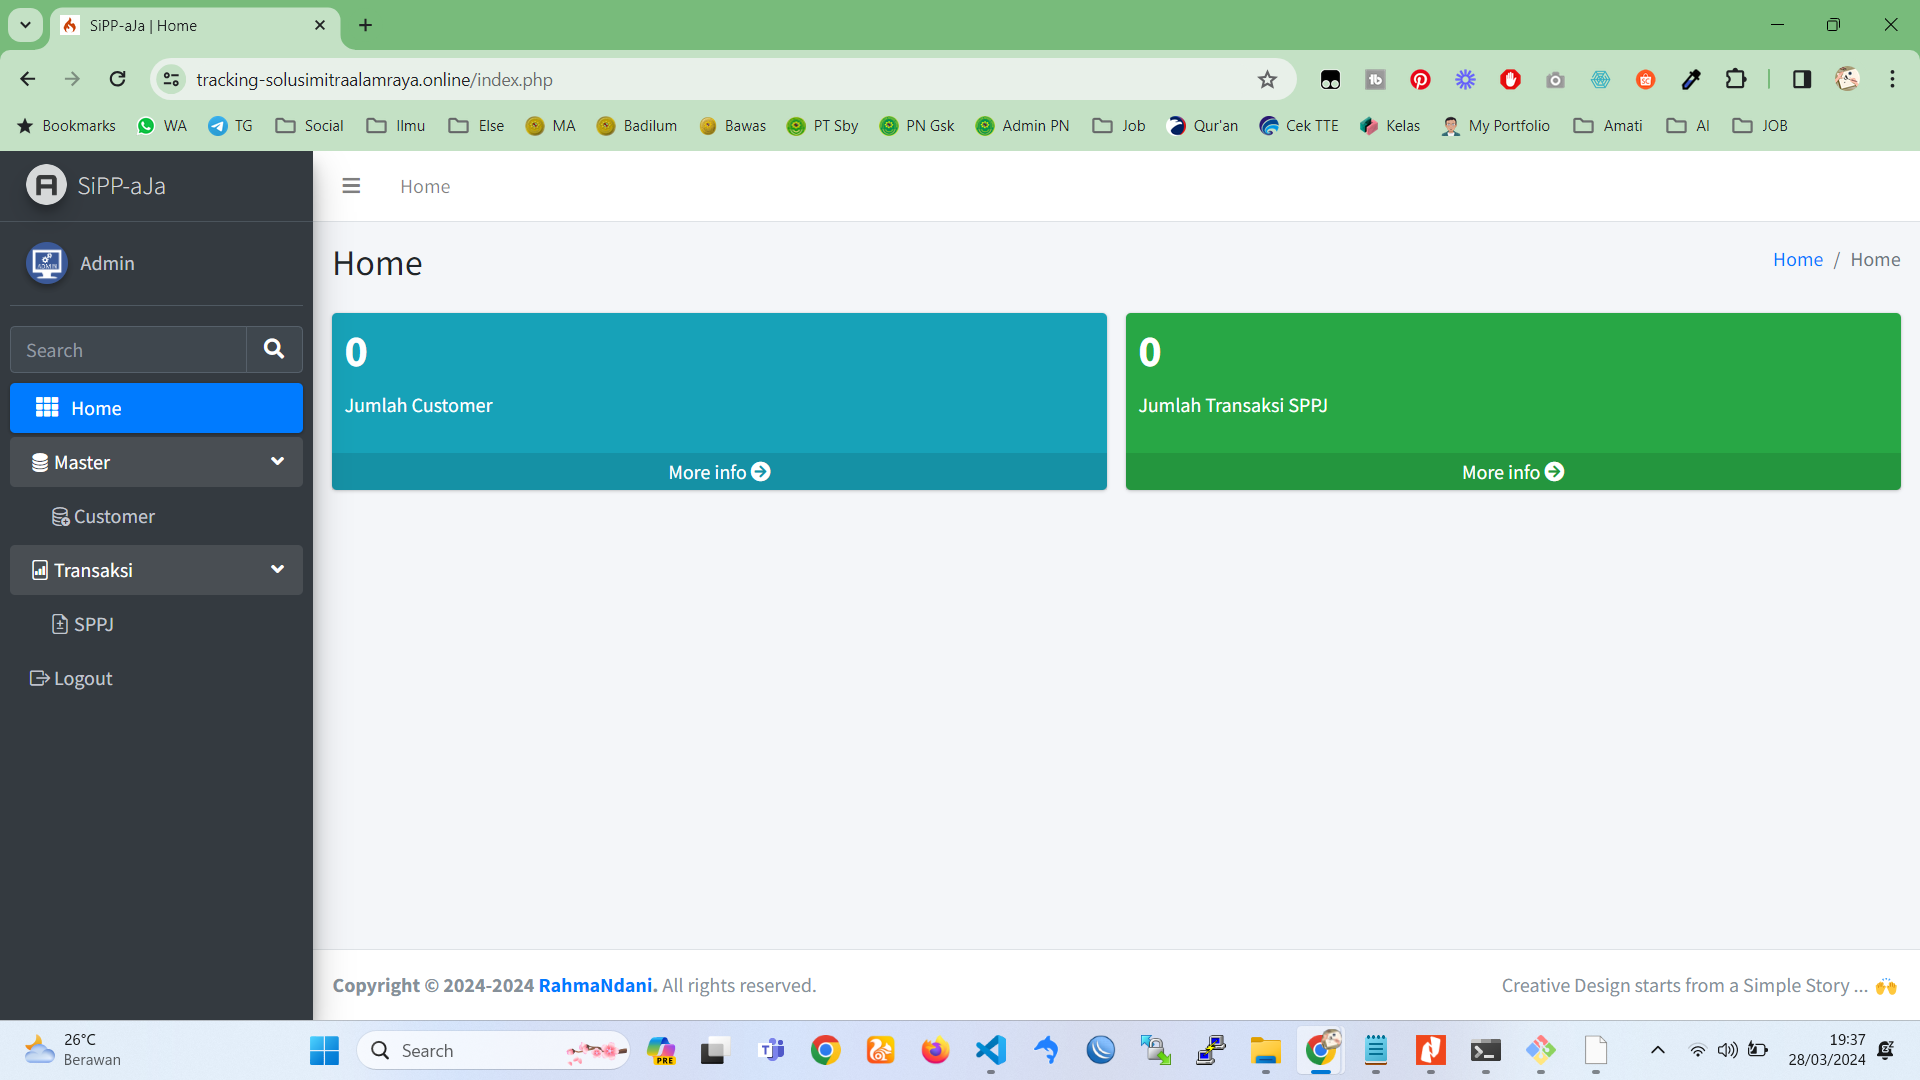 SiPP-aJa | Home
tracking-solusimitraalamraya.online/index.php
Bookmarks WA TG Social Ilmu Else MA Badilum Bawas PT Sby PN Gsk Admin PN Job Qur'an Cek TTE Kelas My Portfolio Amati AI JOB
SiPP-aJa
Home
Admin
Home
Home / Home
Search
Home
Master
Customer
Transaksi
SPPJ
Logout
0
Jumlah Customer
More info
0
Jumlah Transaksi SPPJ
More info
Copyright © 2024-2024 RahmaNdani. All rights reserved.
Creative Design starts from a Simple Story ... 🙌
26°C
Berawan
Search
PRE
19:37
28/03/2024